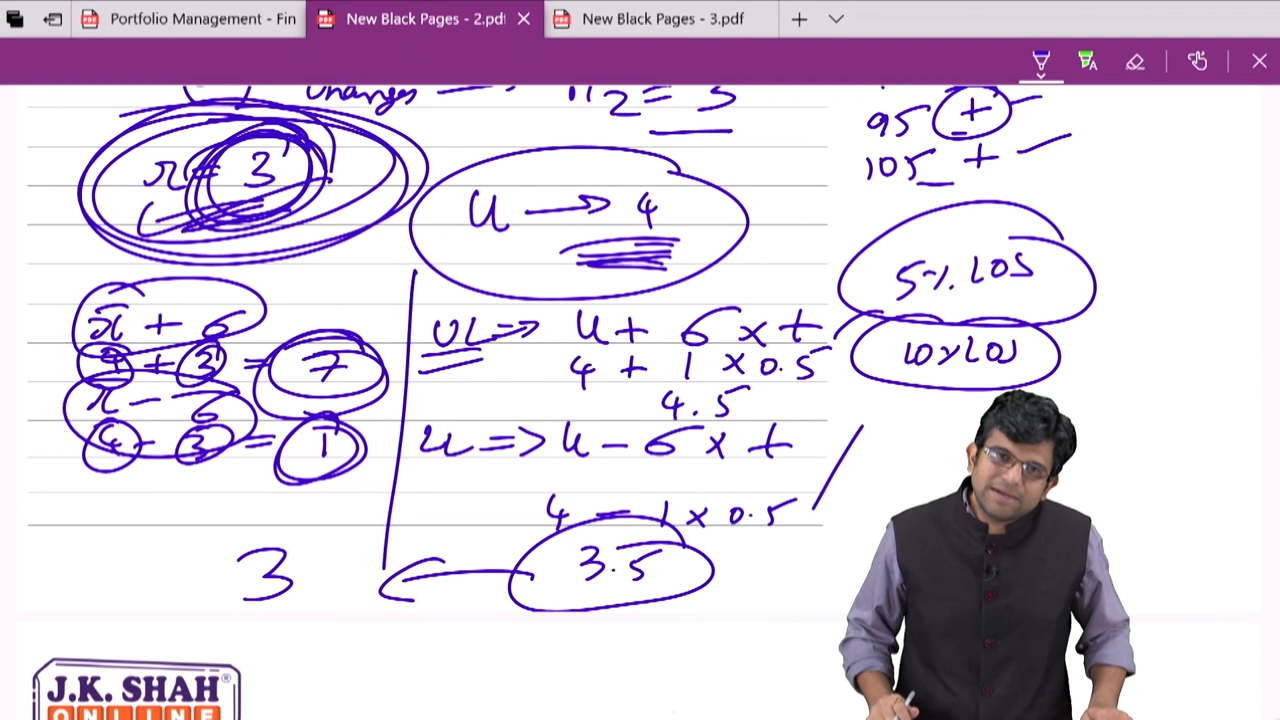 Portfolio Management - Fin
New Black Pages - 2.pdf
New Black Pages - 3.pdf
Changes → n2 = 3
95 +
105 +
r = 3
μ → 4
5% LOS
10% LOS
x̄ + σ
4 + 3 = 7
x - σ
4 - 3 = 1
UL => μ + σ x t
4 + 1 x 0.5
4.5
LL => μ - σ x t
4 - 1 x 0.5
3.5
3
J.K. SHAH®
ONLINE